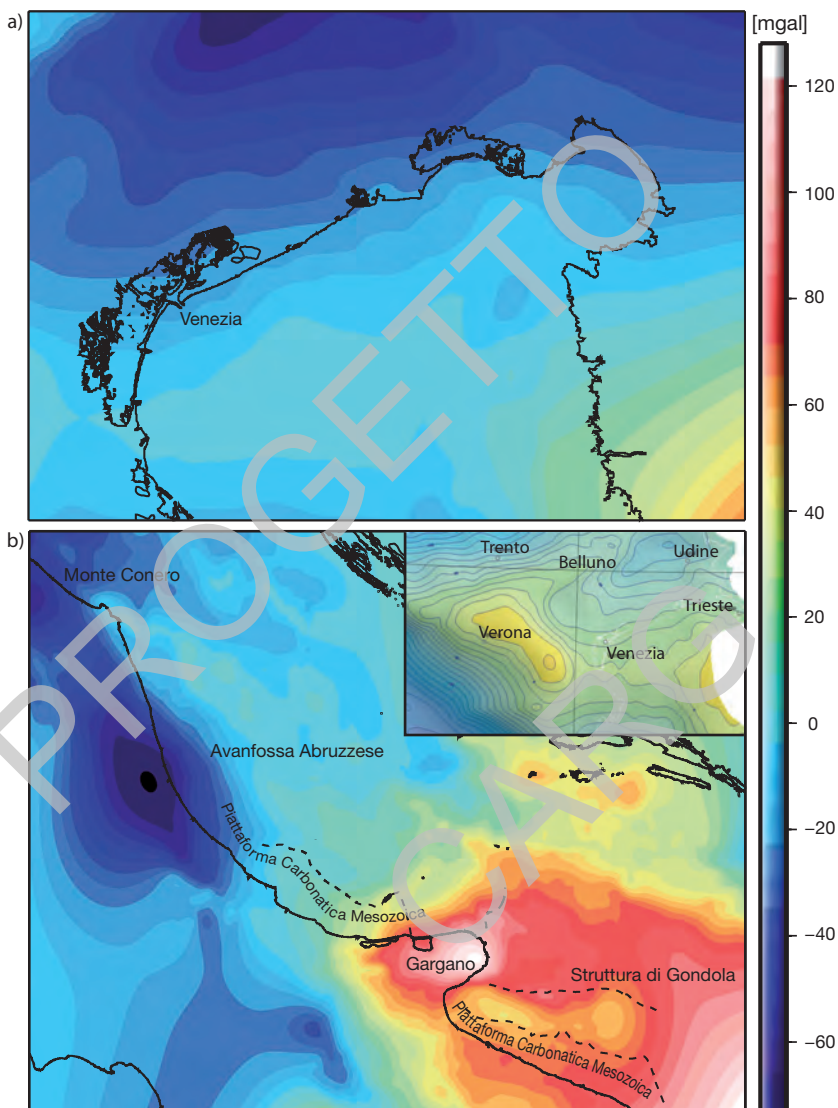 a)
[mgal]
Venezia
120
100
80
60
40
20
0
−20
−40
−60
b)
Monte Conero
Avanfossa Abruzzese
Piattaforma Carbonatica Mesozoica
Gargano
Struttura di Gondola
Piattaforma Carbonatica Mesozoica
Trento
Belluno
Udine
Trieste
Verona
Venezia
PROGETTO
CARG